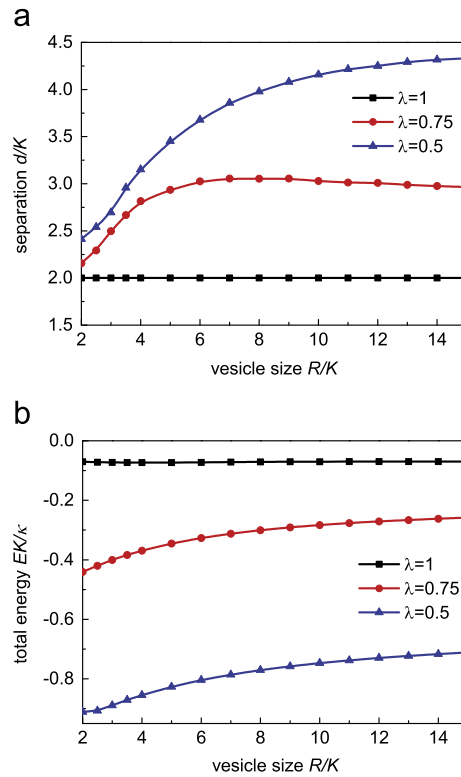 a
4.5
4.0
3.5
3.0
2.5
2.0
1.5
separation d/K
λ=1
λ=0.75
λ=0.5
2 4 6 8 10 12 14
vesicle size R/K
b
0.0
-0.2
-0.4
-0.6
-0.8
total energy EK/κ
λ=1
λ=0.75
λ=0.5
2 4 6 8 10 12 14
vesicle size R/K